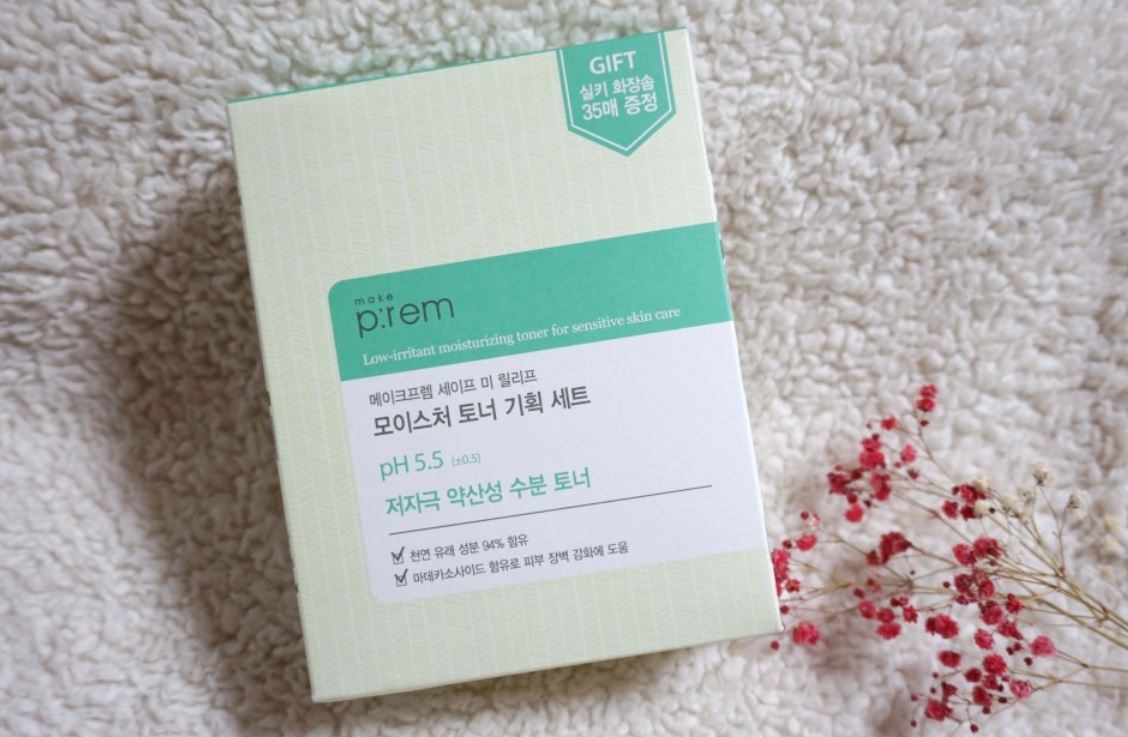 GIFT
실키 화장솜
35매 증정
make
p:rem
Low-irritant moisturizing toner for sensitive skin care
메이크프렘 세이프 미 릴리프
모이스처 토너 기획 세트
pH 5.5 (±0.5)
저자극 약산성 수분 토너
천연 유래 성분 94% 함유
마데카소사이드 함유로 피부 장벽 강화에 도움